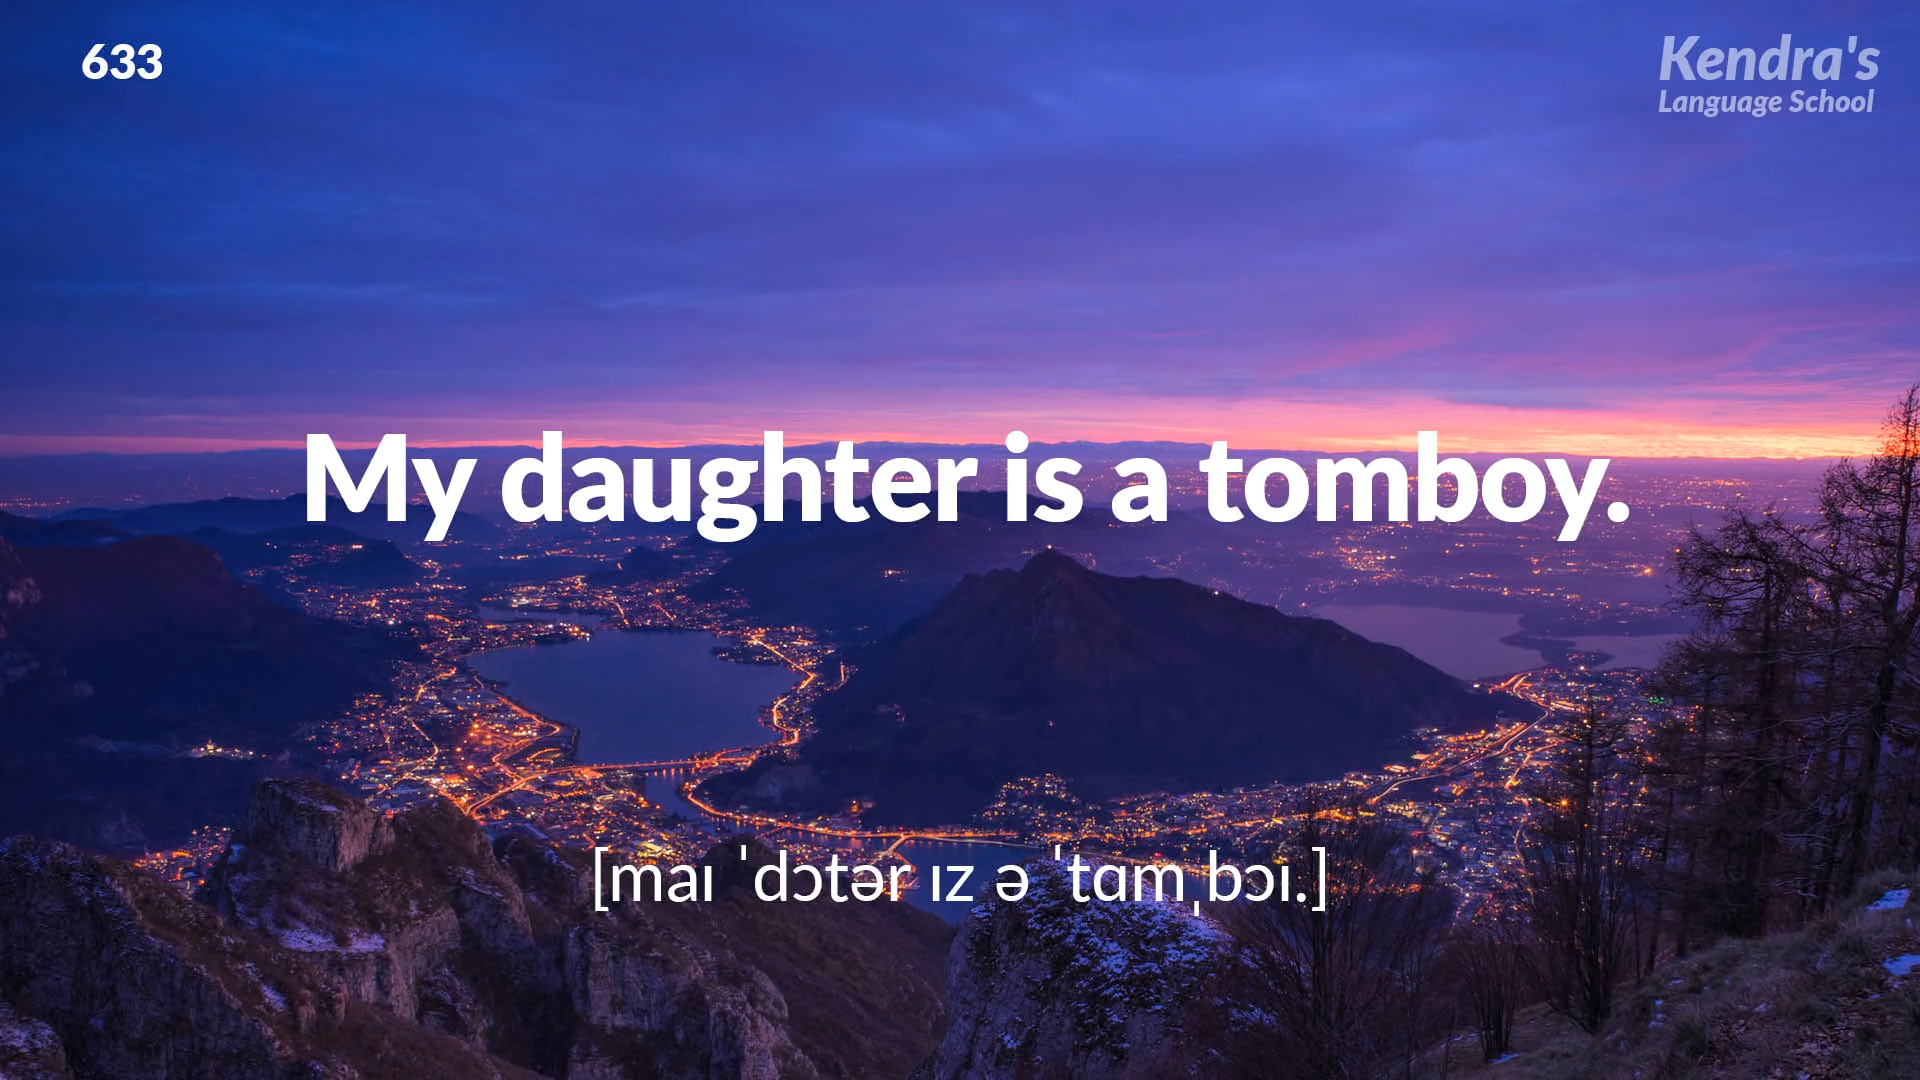 633
Kendra's
Language School
My daughter is a tomboy.
[maɪ ˈdɔtər ɪz ə ˈtɑmˌbɔɪ.]